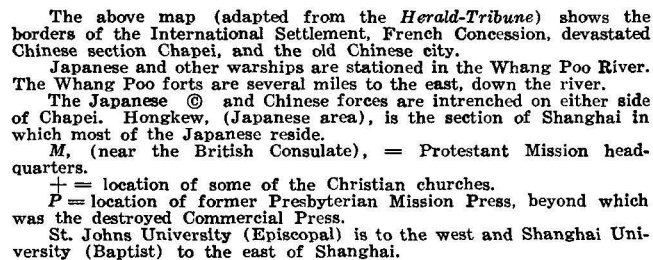 The above map (adapted from the Herald-Tribune) shows the
borders of the International Settlement, French Concession, devastated
Chinese section Chapei, and the old Chinese city.
Japanese and other warships are stationed in the Whang Poo River.
The Whang Poo forts are several miles to the east, down the river.
The Japanese © and Chinese forces are intrenched on either side
of Chapei. Hongkew, (Japanese area), is the section of Shanghai in
which most of the Japanese reside.
M, (near the British Consulate), = Protestant Mission head-
quarters.
+ = location of some of the Christian churches.
P = location of former Presbyterian Mission Press, beyond which
was the destroyed Commercial Press.
St. Johns University (Episcopal) is to the west and Shanghai Uni-
versity (Baptist) to the east of Shanghai.